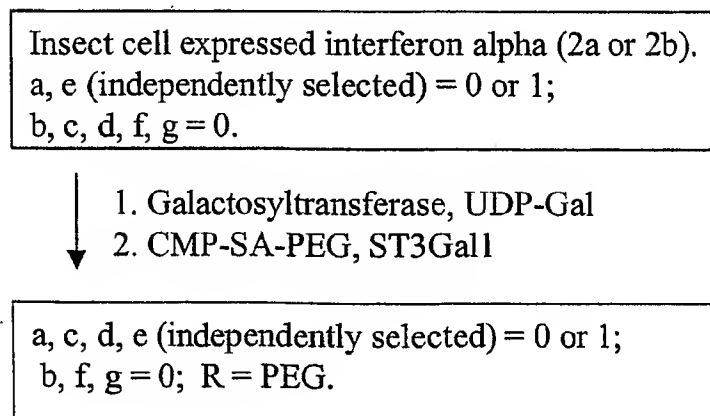 Insect cell expressed interferon alpha (2a or 2b).
a, e (independently selected) = 0 or 1;
b, c, d, f, g = 0.
1. Galactosyltransferase, UDP-Gal
2. CMP-SA-PEG, ST3Gal1
a, c, d, e (independently selected) = 0 or 1;
b, f, g = 0; R = PEG.